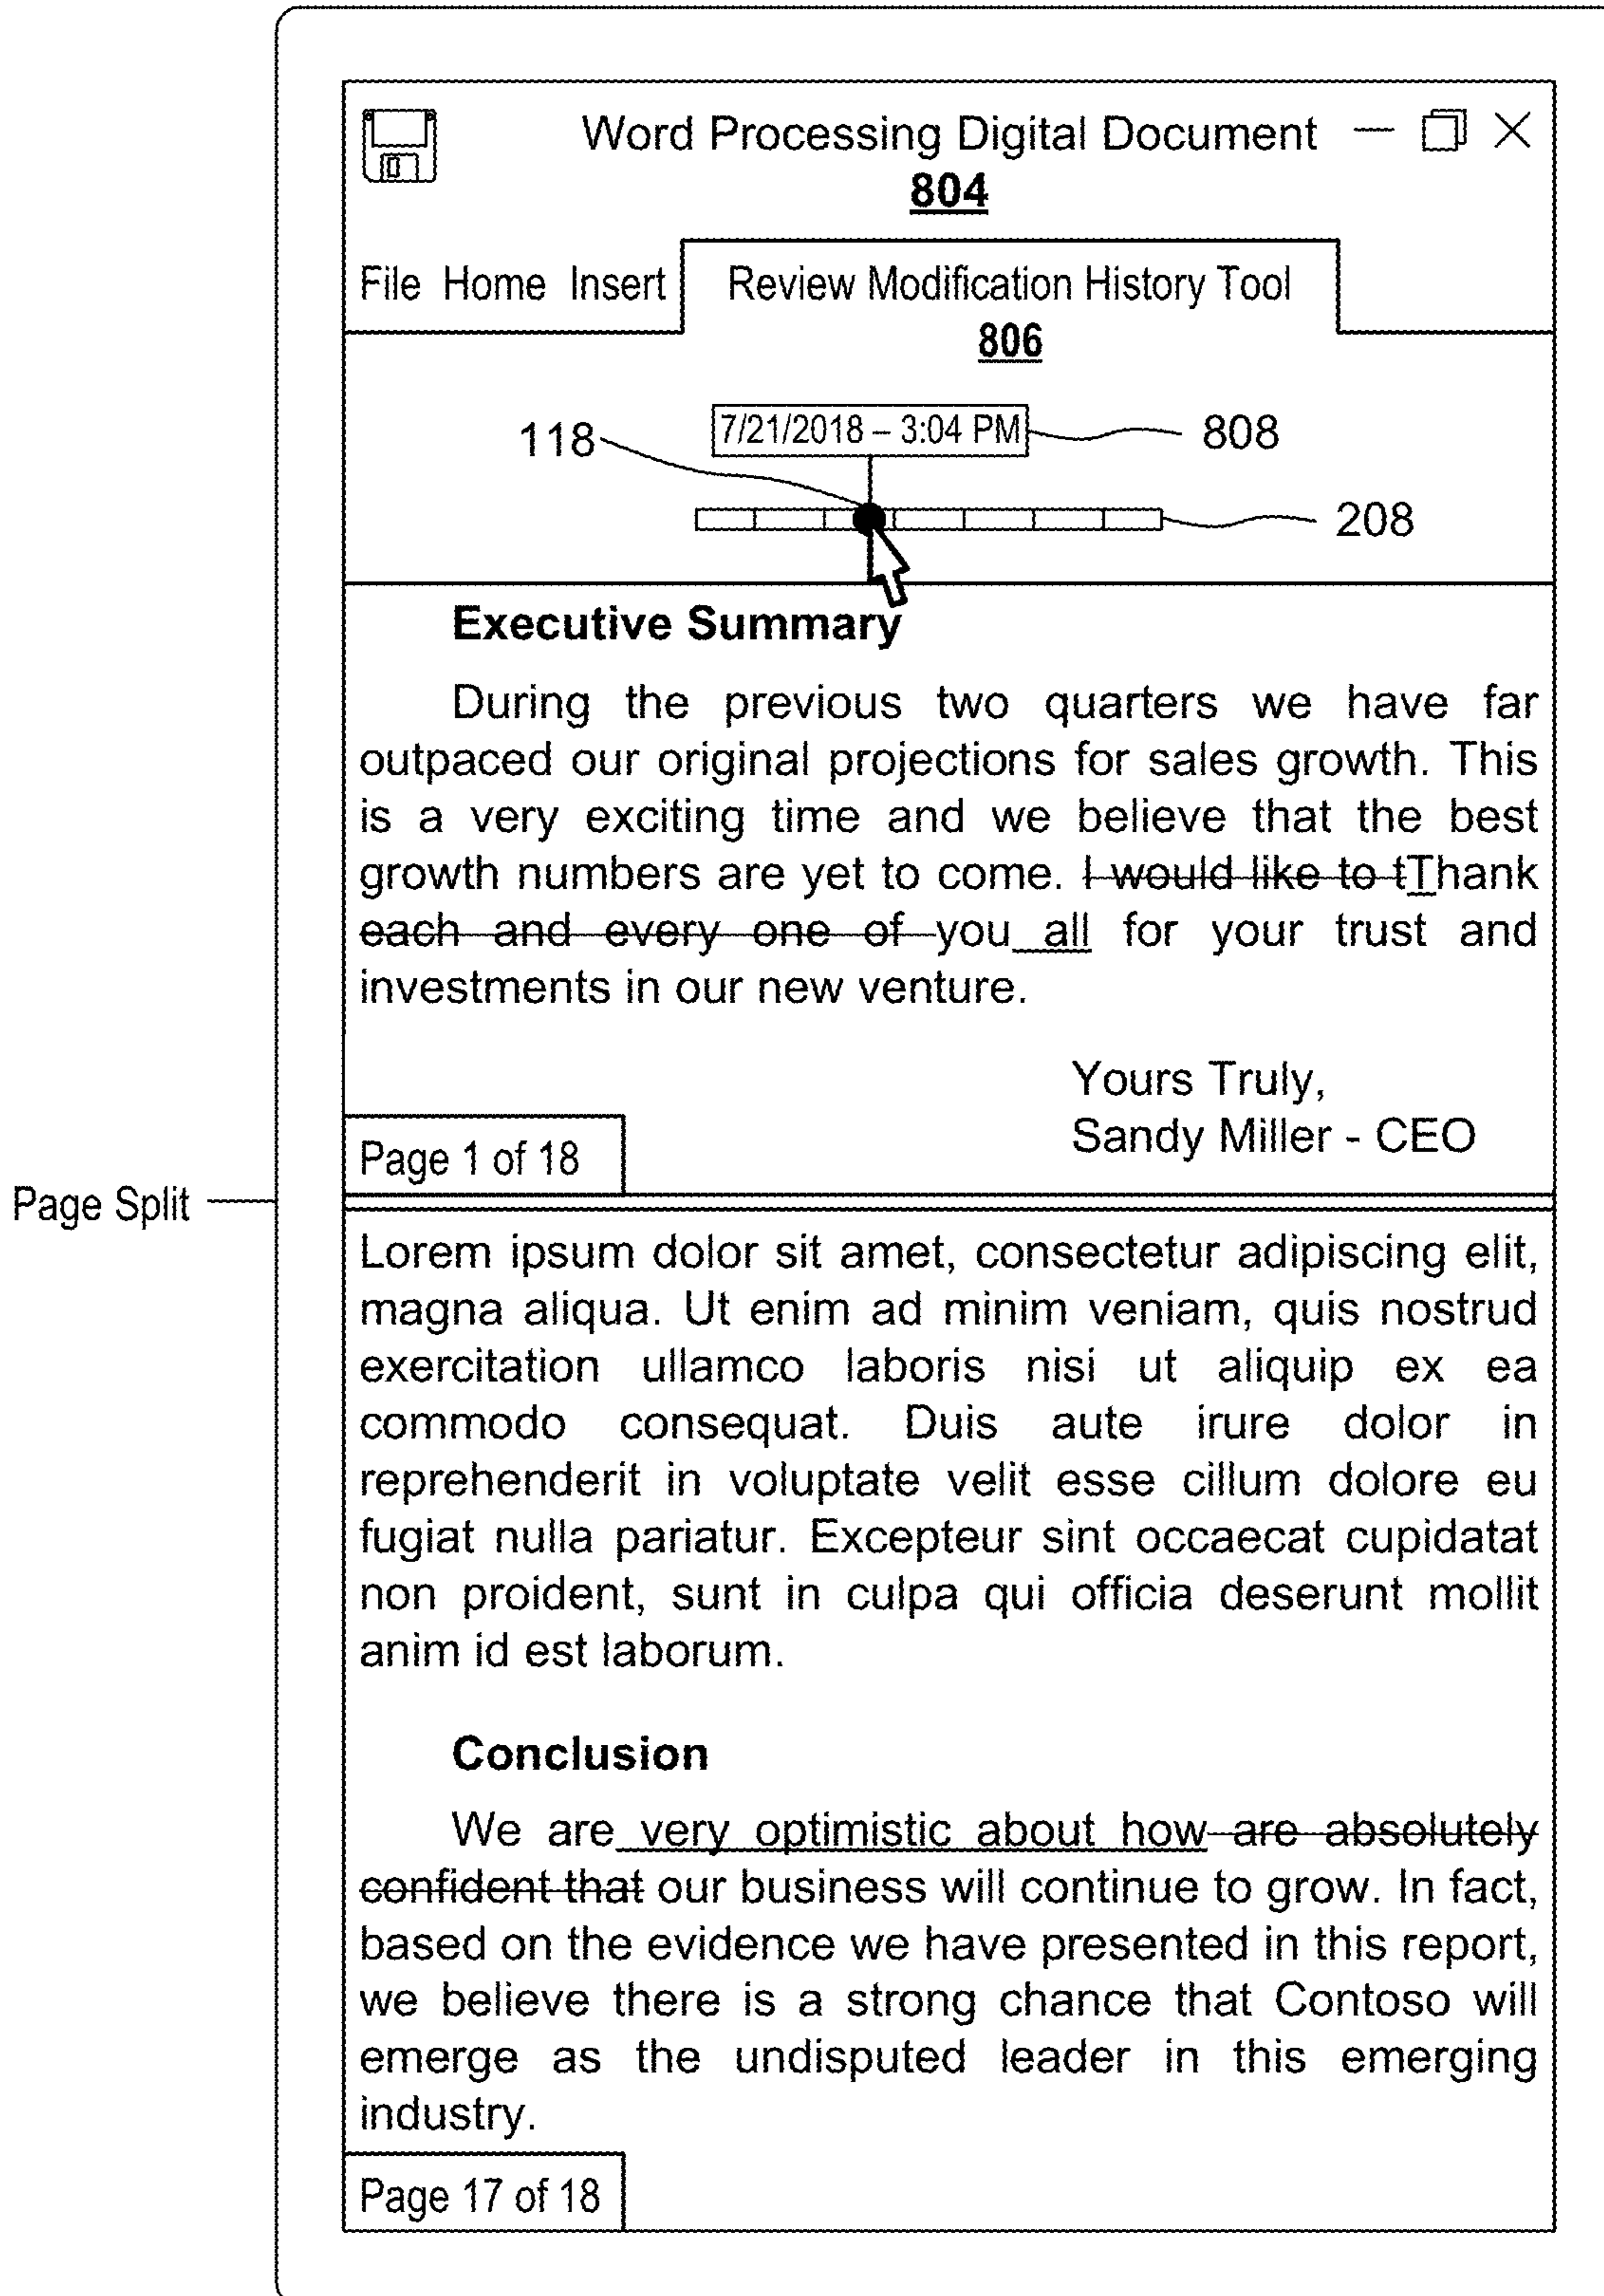 Word Processing Digital Document
804
File Home Insert Review Modification History Tool
806
7/21/2018 – 3:04 PM
118
808
208
Executive Summary
During the previous two quarters we have far
outpaced our original projections for sales growth. This
is a very exciting time and we believe that the best
growth numbers are yet to come. I would like to tThank
each and every one of you all for your trust and
investments in our new venture.
Yours Truly,
Sandy Miller - CEO
Page 1 of 18
Page Split
Lorem ipsum dolor sit amet, consectetur adipiscing elit,
magna aliqua. Ut enim ad minim veniam, quis nostrud
exercitation ullamco laboris nisi ut aliquip ex ea
commodo consequat. Duis aute irure dolor in
reprehenderit in voluptate velit esse cillum dolore eu
fugiat nulla pariatur. Excepteur sint occaecat cupidatat
non proident, sunt in culpa qui officia deserunt mollit
anim id est laborum.
Conclusion
We are very optimistic about how are absolutely
confident that our business will continue to grow. In fact,
based on the evidence we have presented in this report,
we believe there is a strong chance that Contoso will
emerge as the undisputed leader in this emerging
industry.
Page 17 of 18